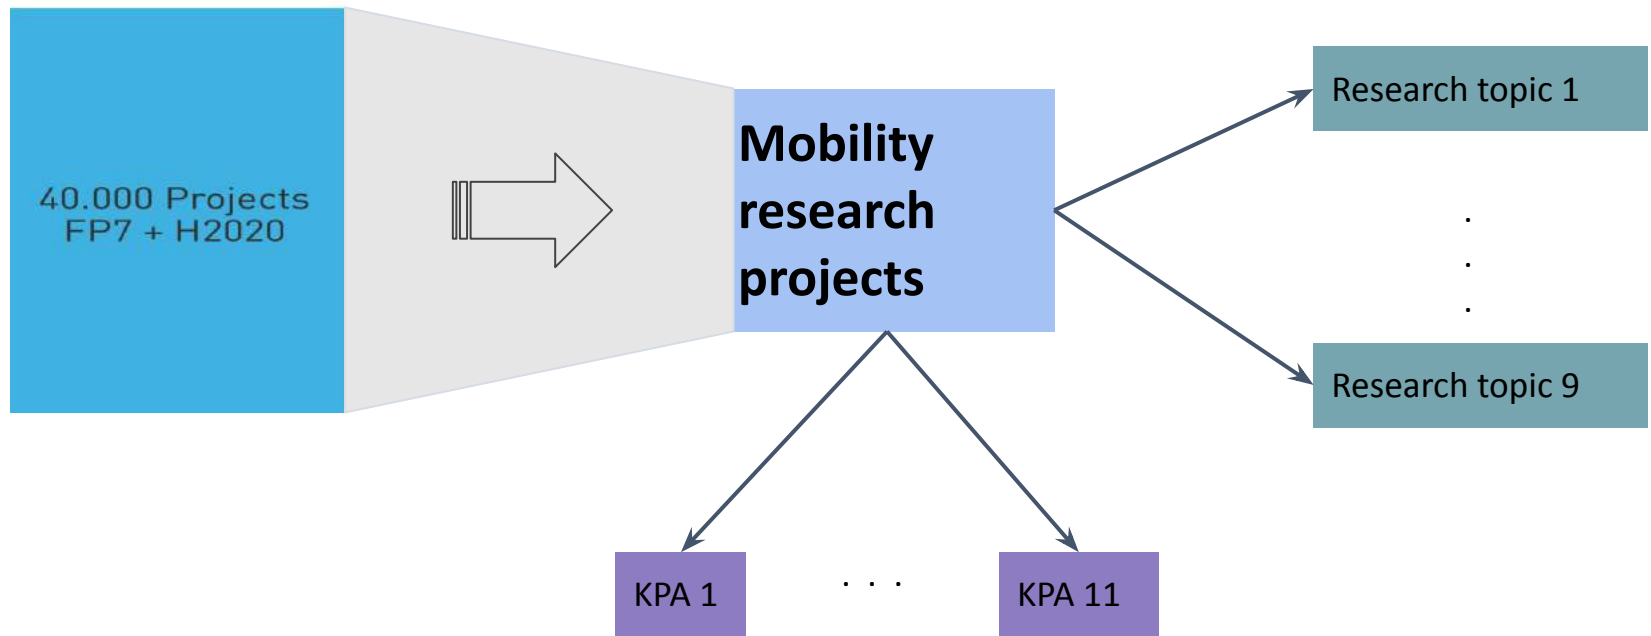 40.000 Projects
FP7 + H2020
Mobility
research
projects
Research topic 1
.
.
.
Research topic 9
KPA 1
. . .
KPA 11